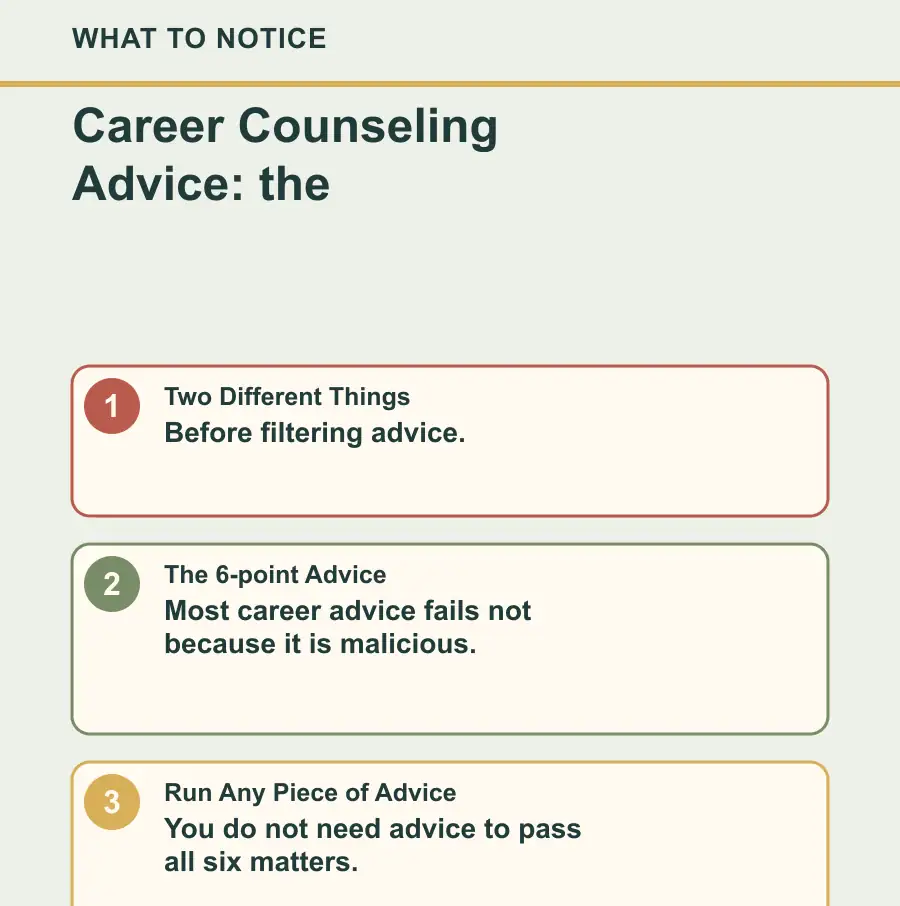 WHAT TO NOTICE
Career Counseling
Advice: the
1
Two Different Things
Before filtering advice.
2
The 6-point Advice
Most career advice fails not
because it is malicious.
3
Run Any Piece of Advice
You do not need advice to pass
all six matters.